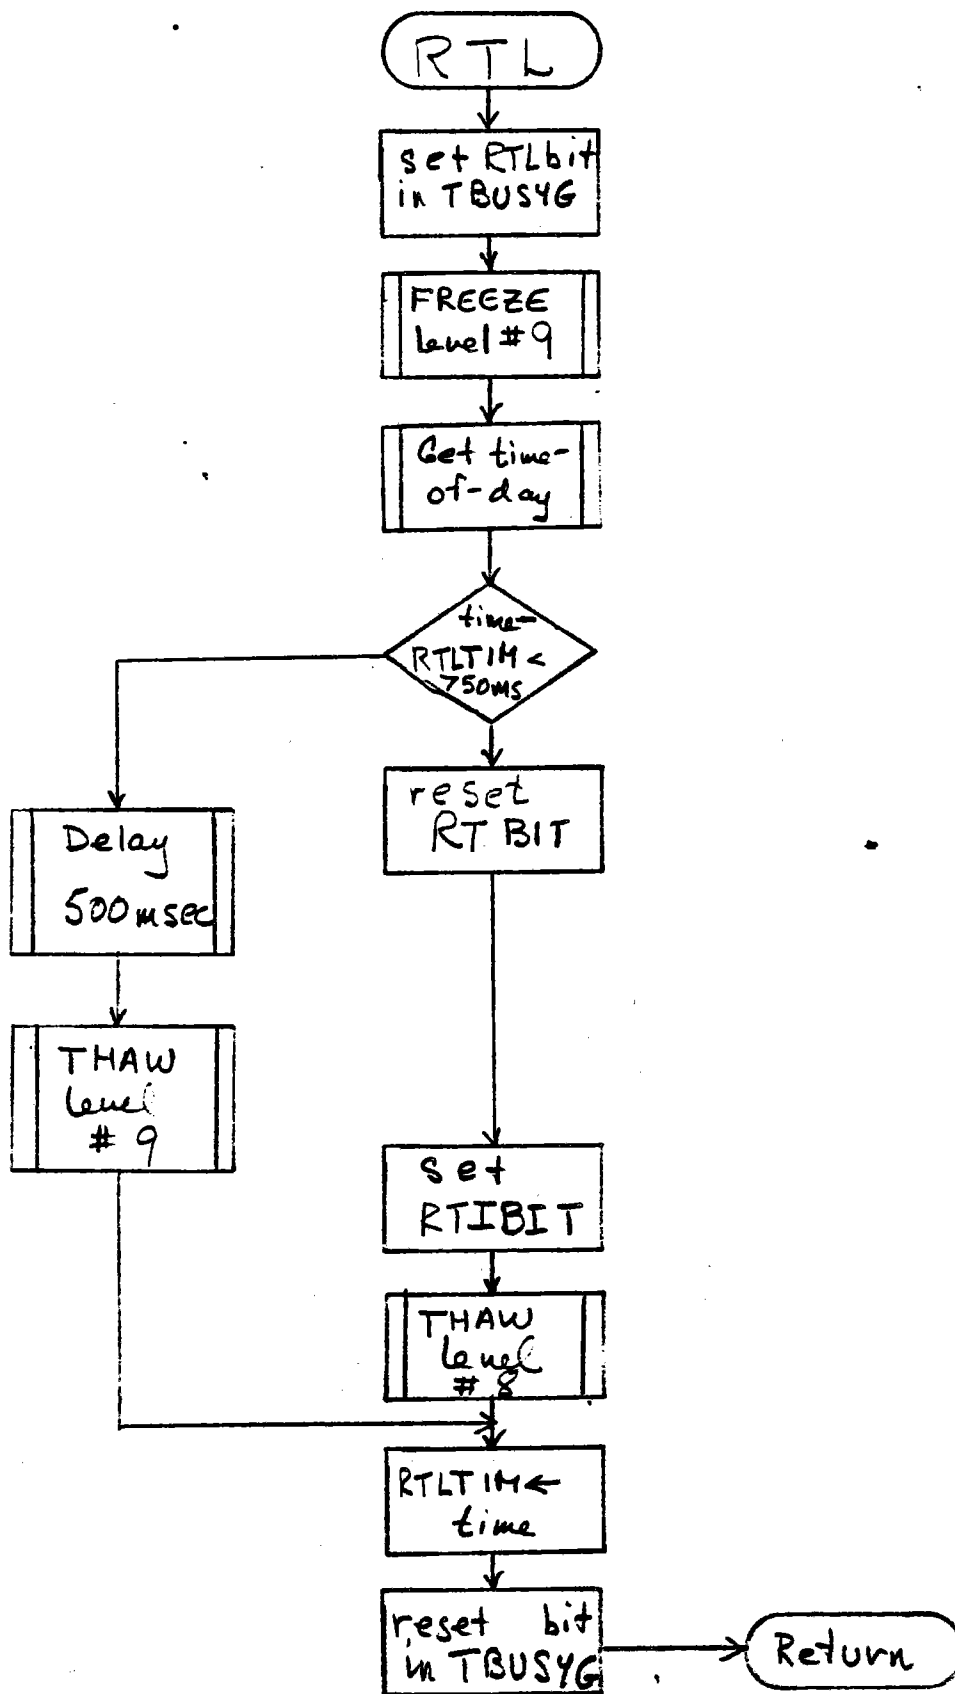 RTL
set RTLbit
in TBUSYG
FREEZE
Level #9
Get time-
of-day
time-
RTLTIM <
750ms
reset
RT BIT
Delay
500msec
THAW
Level
# 9
set
RTIBIT
THAW
Level
# 8
RTLTIM ←
time
reset bit
in TBUSYG
Return